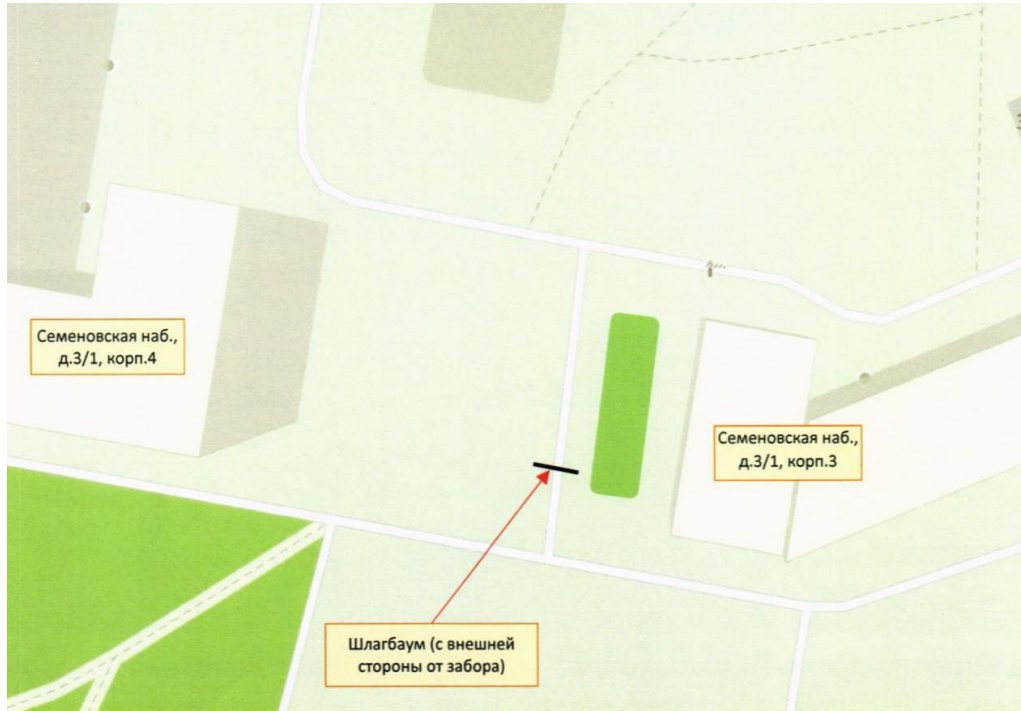 Семеновская наб.,
д.3/1, корп.4
Семеновская наб.,
д.3/1, корп.3
Шлагбаум (с внешней
стороны от забора)